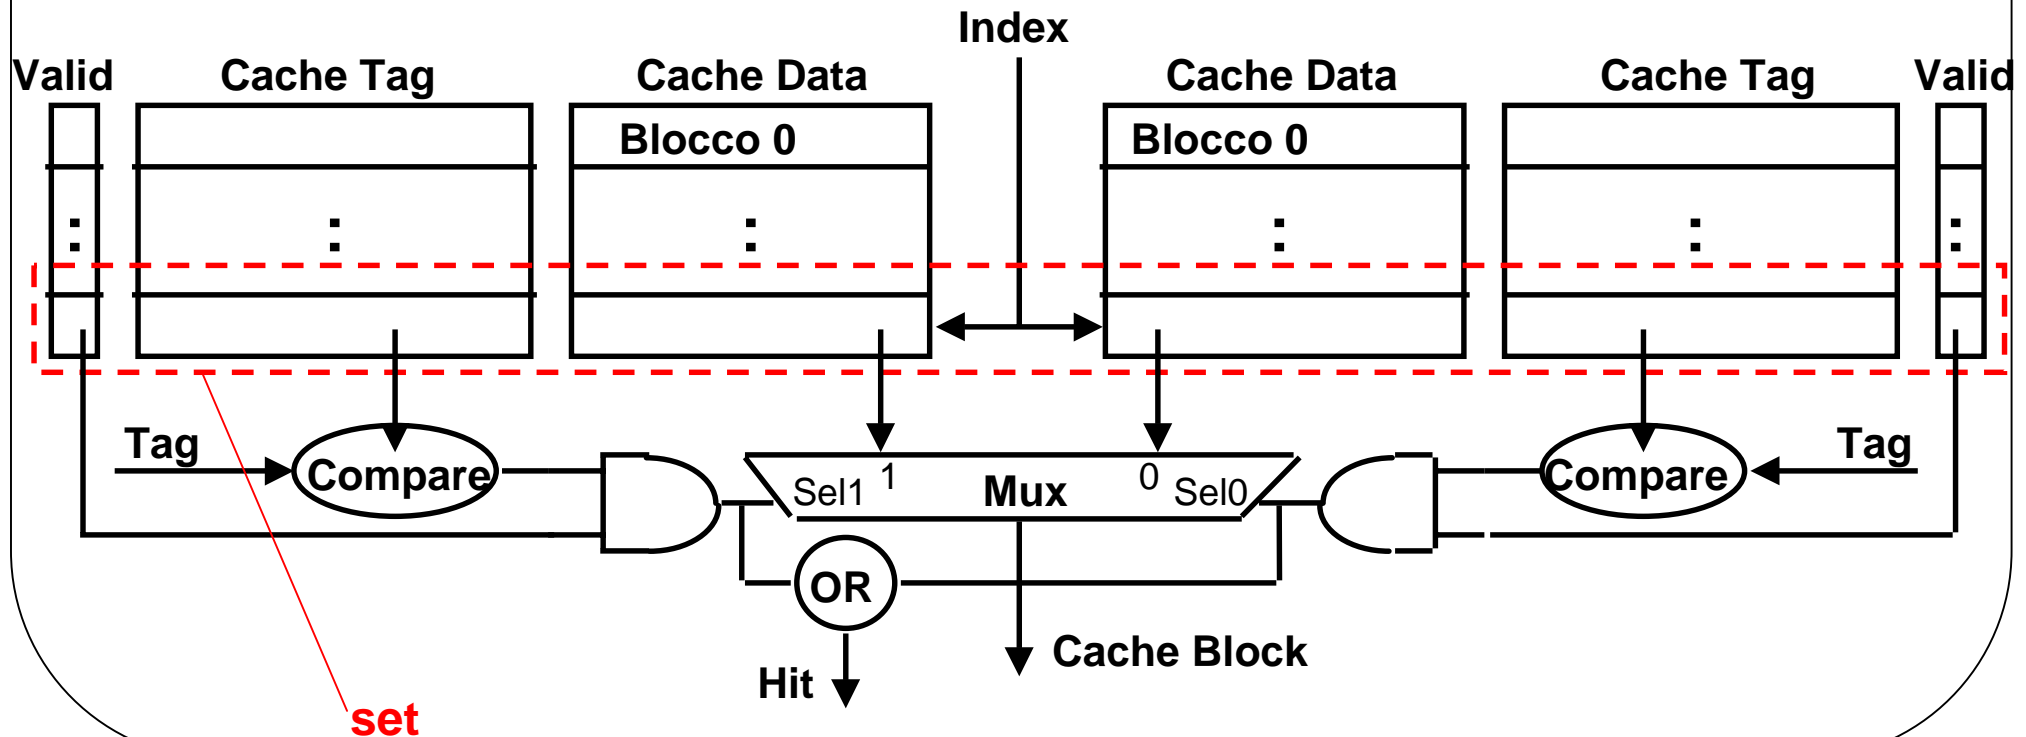 Index
Valid Cache Tag Cache Data Cache Data Cache Tag Valid
Blocco 0 Blocco 0
: : : : : :
Tag Compare Sel1 1 Mux 0 Sel0 Compare Tag
OR
Hit Cache Block
set